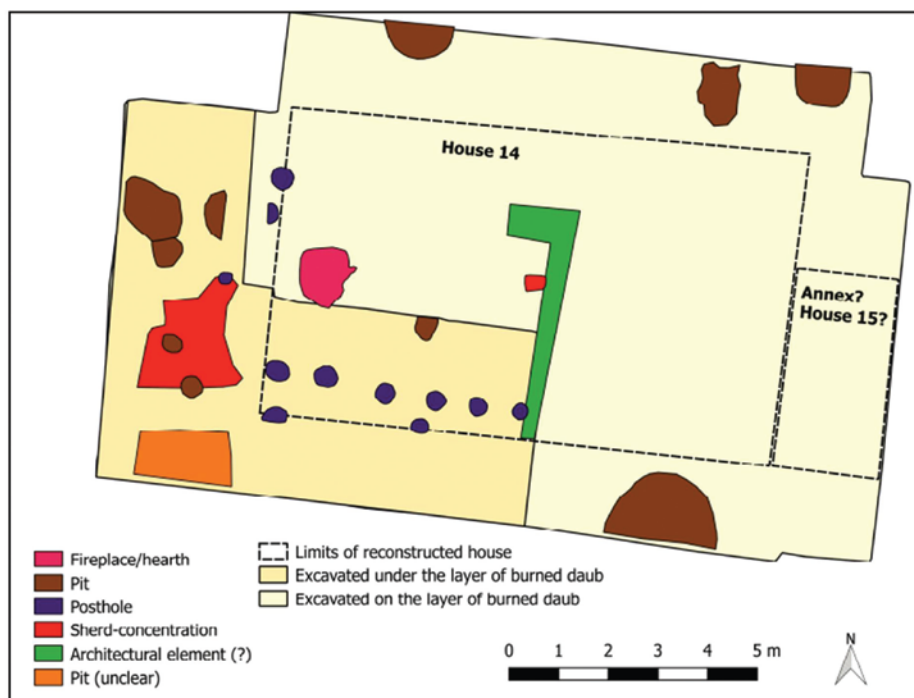 House 14
Annex?
House 15?
Fireplace/hearth
Pit
Posthole
Sherd-concentration
Architectural element (?)
Pit (unclear)
Limits of reconstructed house
Excavated under the layer of burned daub
Excavated on the layer of burned daub
0 1 2 3 4 5 m
N